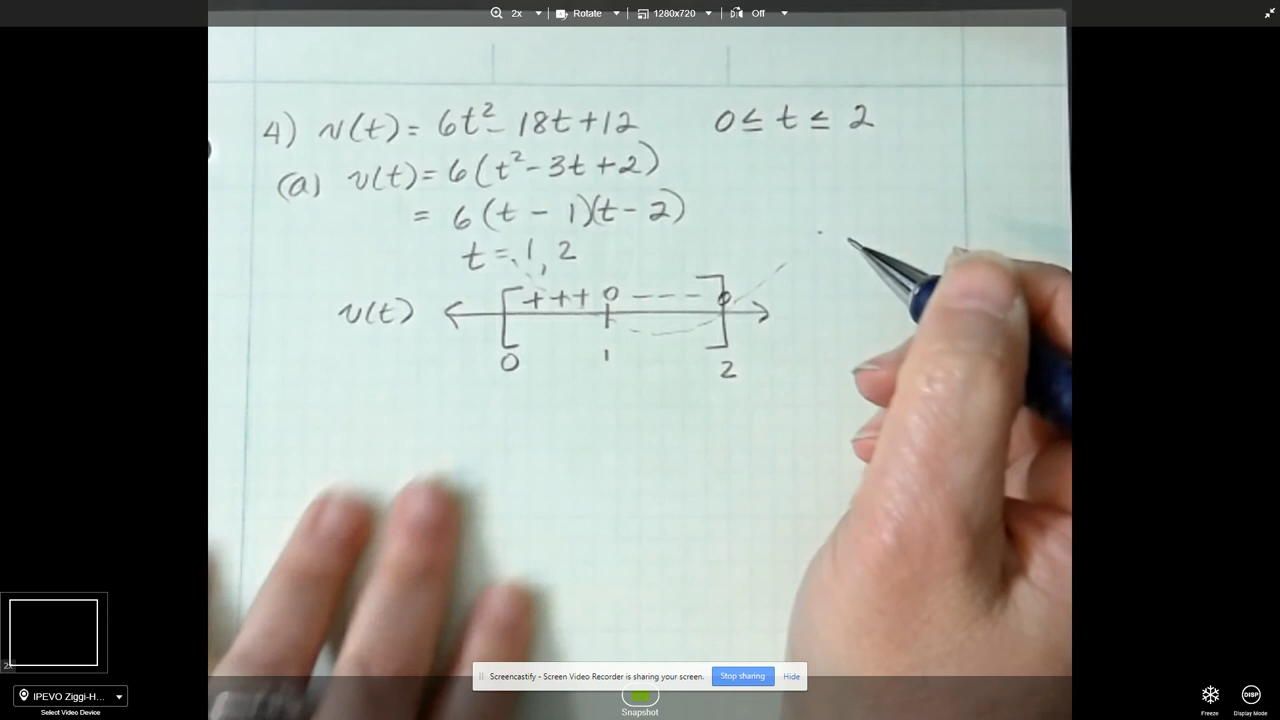 2x Rotate 1280x720 Off
4) v(t) = 6t² - 18t + 12 0 ≤ t ≤ 2
(a) v(t) = 6(t² - 3t + 2)
= 6(t - 1)(t - 2)
t = 1, 2
v(t) [ + + + 0 - - - 0 ]
0 1 2
2x
IPEVO Ziggi-H...
Select Video Device
Screencastify - Screen Video Recorder is sharing your screen. Stop sharing Hide
Snapshot
DISP
Freeze Display Mode